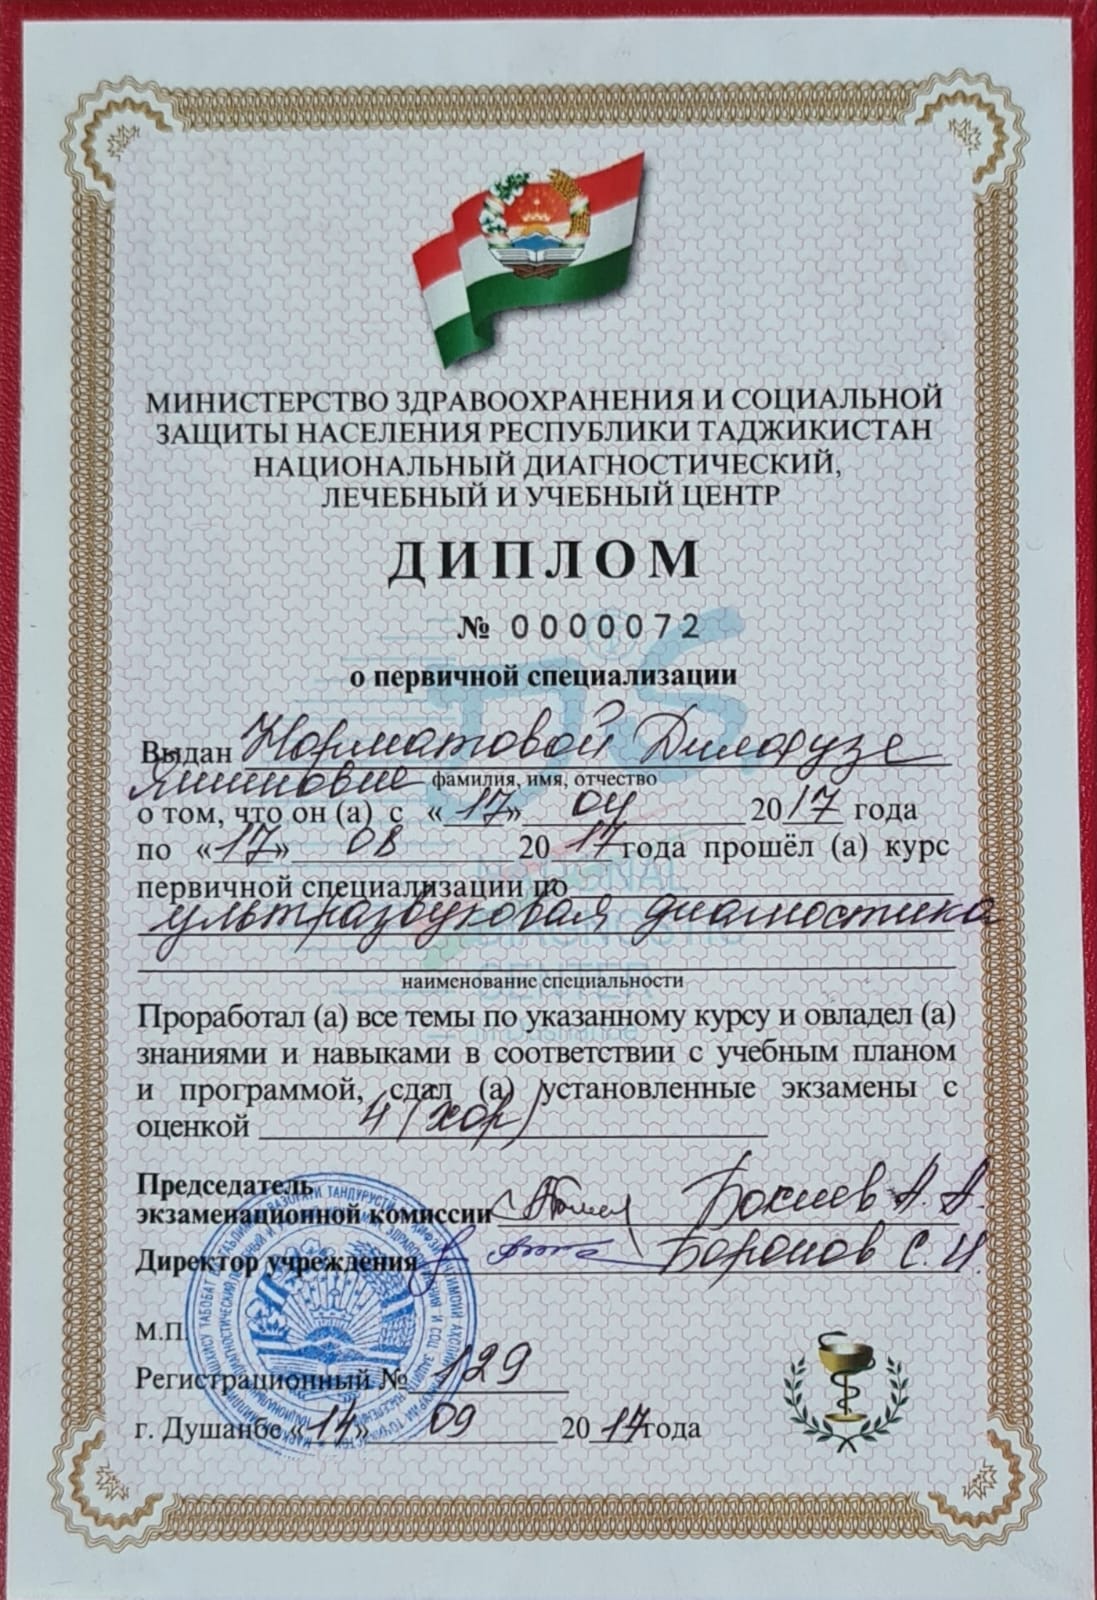 МИНИСТЕРСТВО ЗДРАВООХРАНЕНИЯ И СОЦИАЛЬНОЙ
ЗАЩИТЫ НАСЕЛЕНИЯ РЕСПУБЛИКИ ТАДЖИКИСТАН
НАЦИОНАЛЬНЫЙ ДИАГНОСТИЧЕСКИЙ,
ЛЕЧЕБНЫЙ И УЧЕБНЫЙ ЦЕНТР
ДИПЛОМ
№ 0000072
о первичной специализации
Выдан Норматовой Дилорузе
фамилия, имя, отчество
о том, что он (а) с «17» 04 2017 года
по «17» 08 2017 года прошёл (а) курс
первичной специализации по
ультразвуковая диагностика
наименование специальности
Проработал (а) все темы по указанному курсу и овладел (а)
знаниями и навыками в соответствии с учебным планом
и программой, сдал (а) установленные экзамены с
оценкой 4 (хор)
Председатель
экзаменационной комиссии Бокиев А. А.
Директор учреждения С. И.
М.П.
Регистрационный № 129
г. Душанбе «14» 09 2017 года